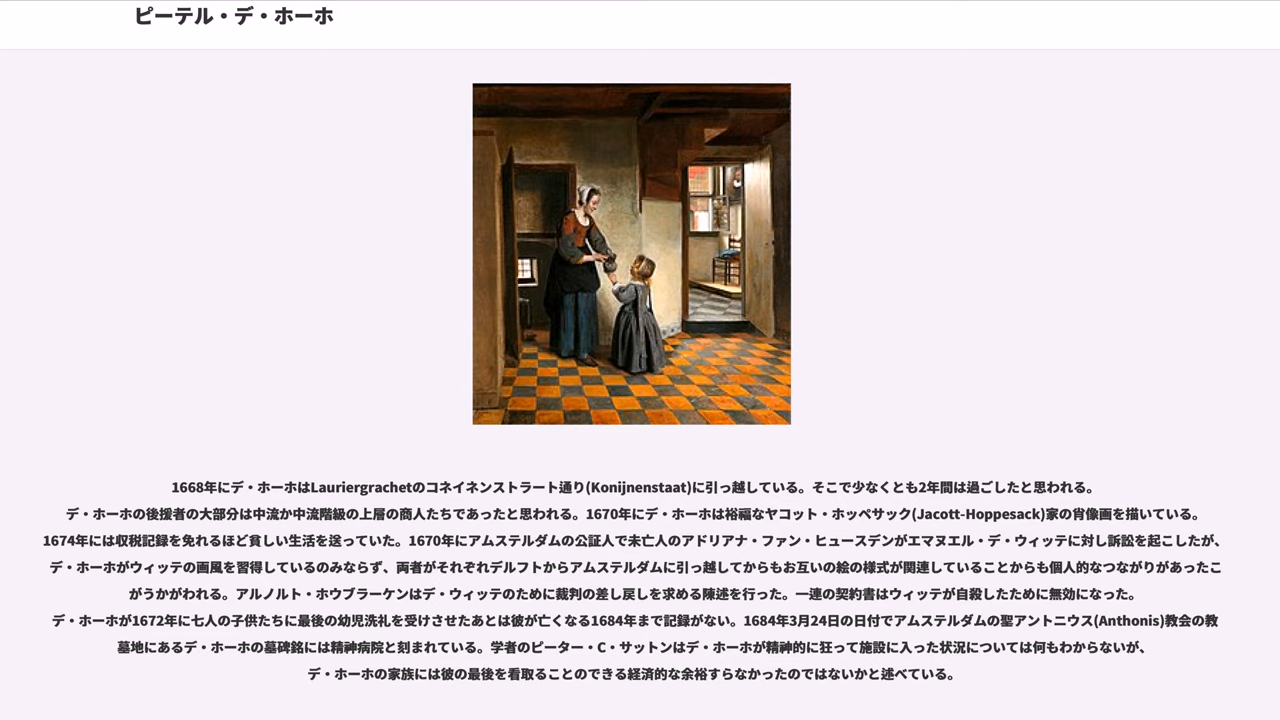 ピーテル・デ・ホーホ
1668年にデ・ホーホはLauriergrachetのコネイネンストラート通り(Konijnenstaat)に引っ越している。そこで少なくとも2年間は過ごしたと思われる。
デ・ホーホの後援者の大部分は中流か中流階級の上層の商人たちであったと思われる。1670年にデ・ホーホは裕福なヤコット・ホッペサック(Jacott-Hoppesack)家の肖像画を描いている。
1674年には収税記録を免れるほど貧しい生活を送っていた。1670年にアムステルダムの公証人で未亡人のアドリアナ・ファン・ヒュースデンがエマヌエル・デ・ウィッテに対し訴訟を起こしたが、
デ・ホーホがウィッテの画風を習得しているのみならず、両者がそれぞれデルフトからアムステルダムに引っ越してからもお互いの絵の様式が関連していることからも個人的なつながりがあったこ
がうかがわれる。アルノルト・ホウブラーケンはデ・ウィッテのために裁判の差し戻しを求める陳述を行った。一連の契約書はウィッテが自殺したために無効になった。
デ・ホーホが1672年に七人の子供たちに最後の幼児洗礼を受けさせたあとは彼が亡くなる1684年まで記録がない。1684年3月24日の日付でアムステルダムの聖アントニウス(Anthonis)教会の教
墓地にあるデ・ホーホの墓碑銘には精神病院と刻まれている。学者のピーター・C・サットンはデ・ホーホが精神的に狂って施設に入った状況については何もわからないが、
デ・ホーホの家族には彼の最後を看取ることのできる経済的な余裕すらなかったのではないかと述べている。